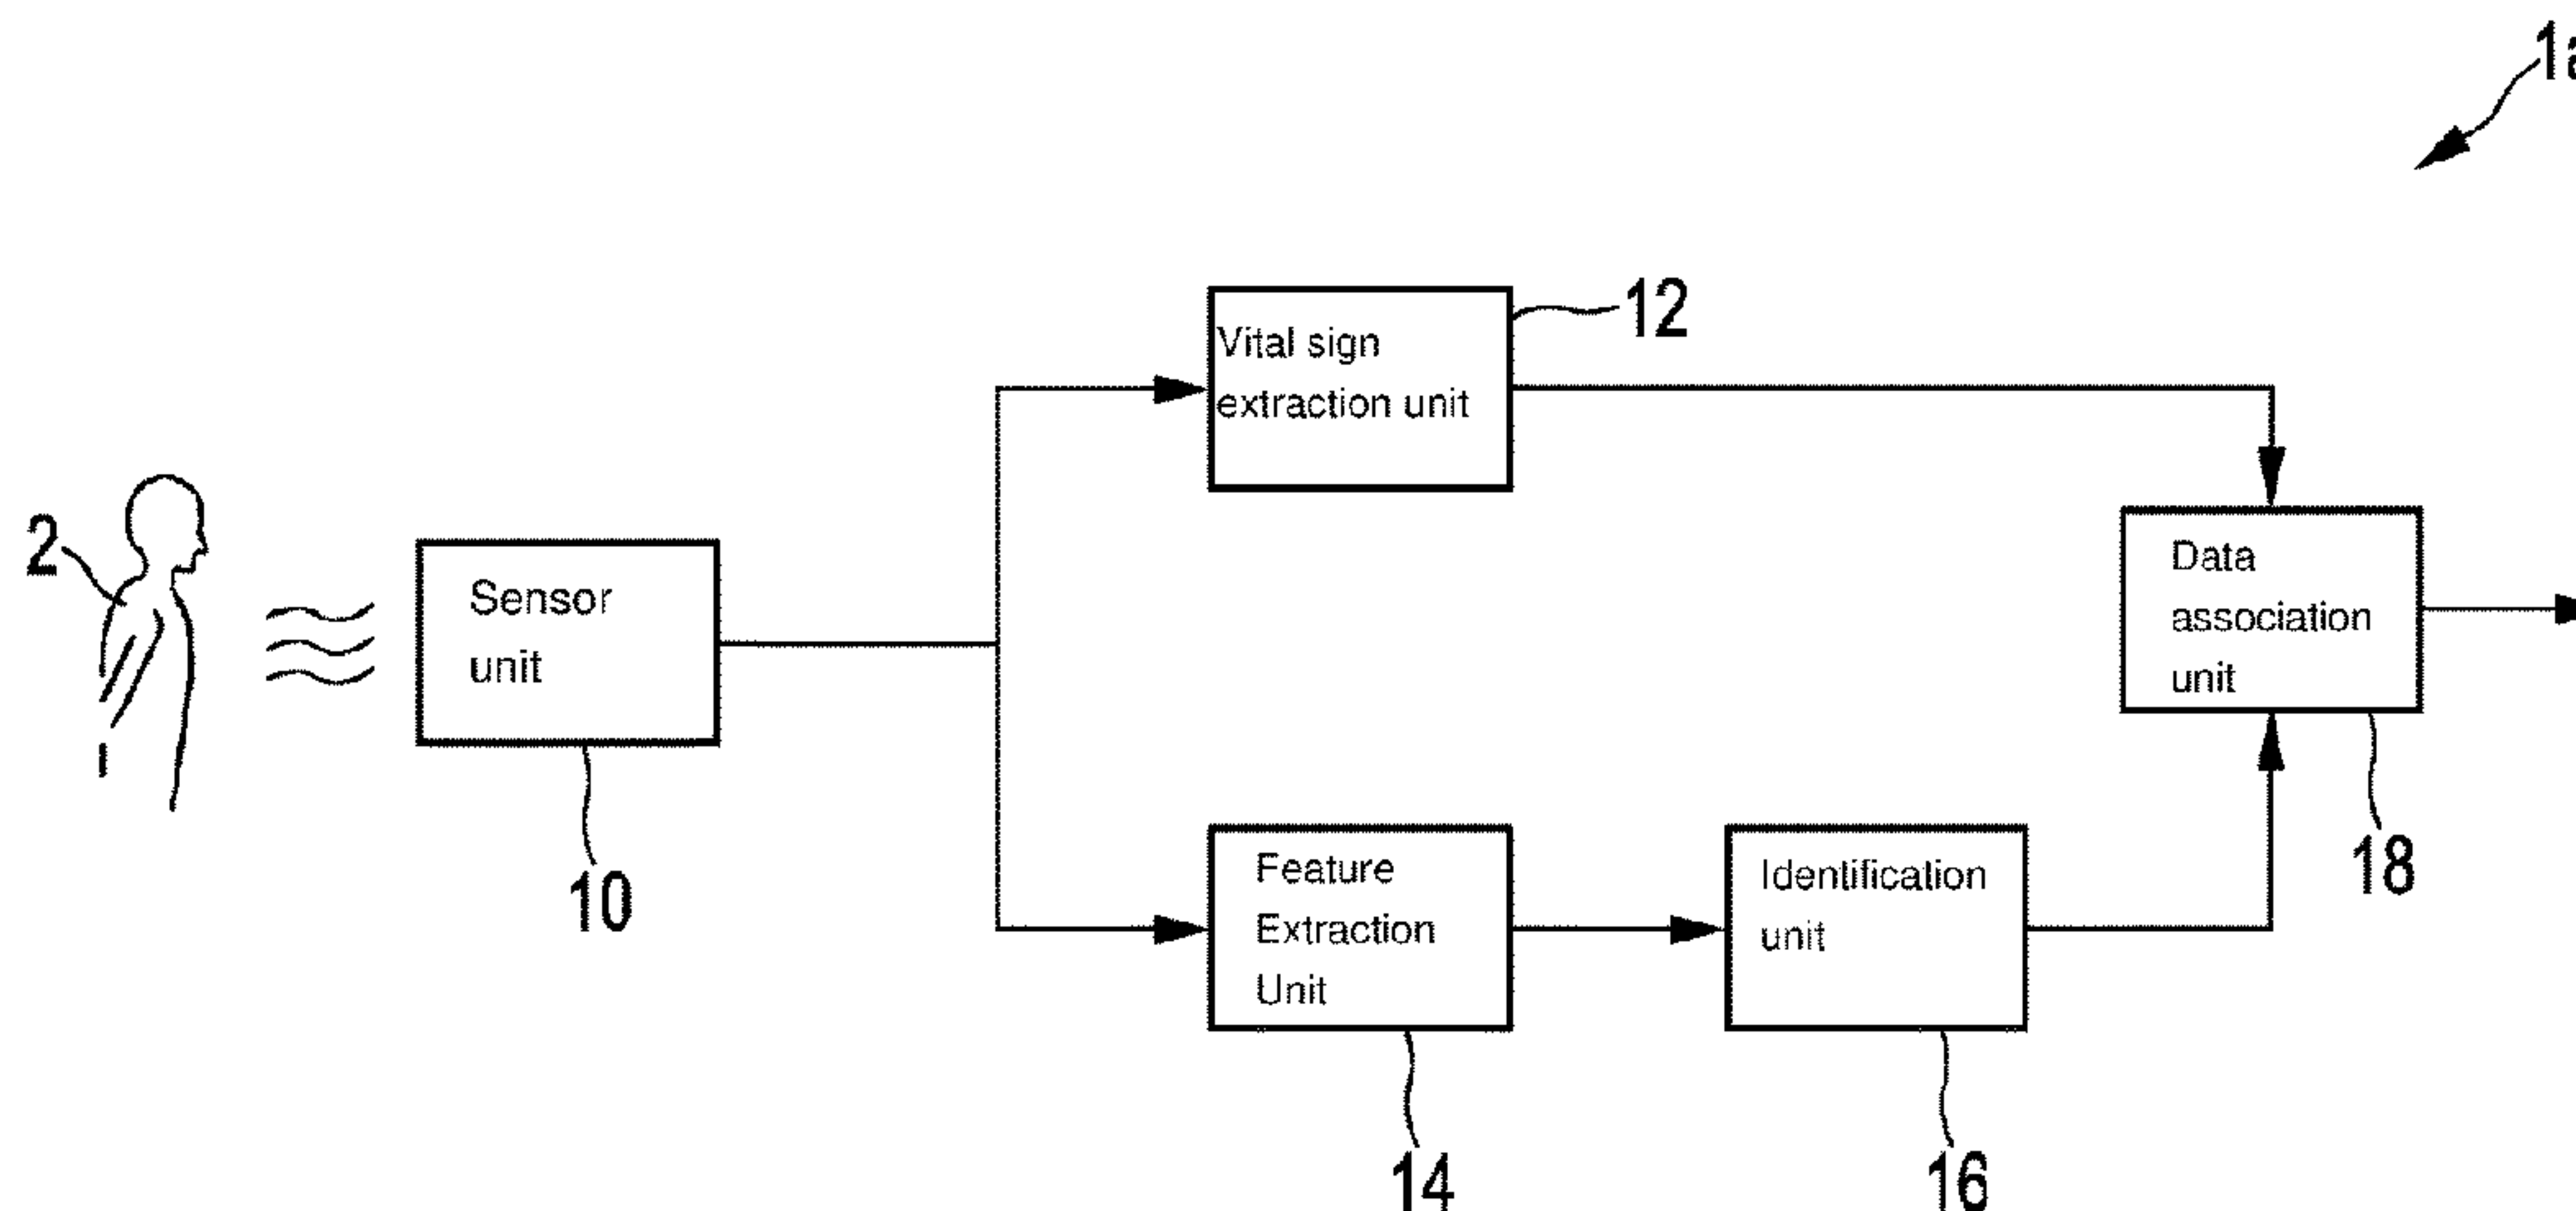 1a
12
Vital sign
extraction unit
2
Sensor
unit
10
Data
association
unit
18
Feature
Extraction
Unit
14
Identification
unit
16